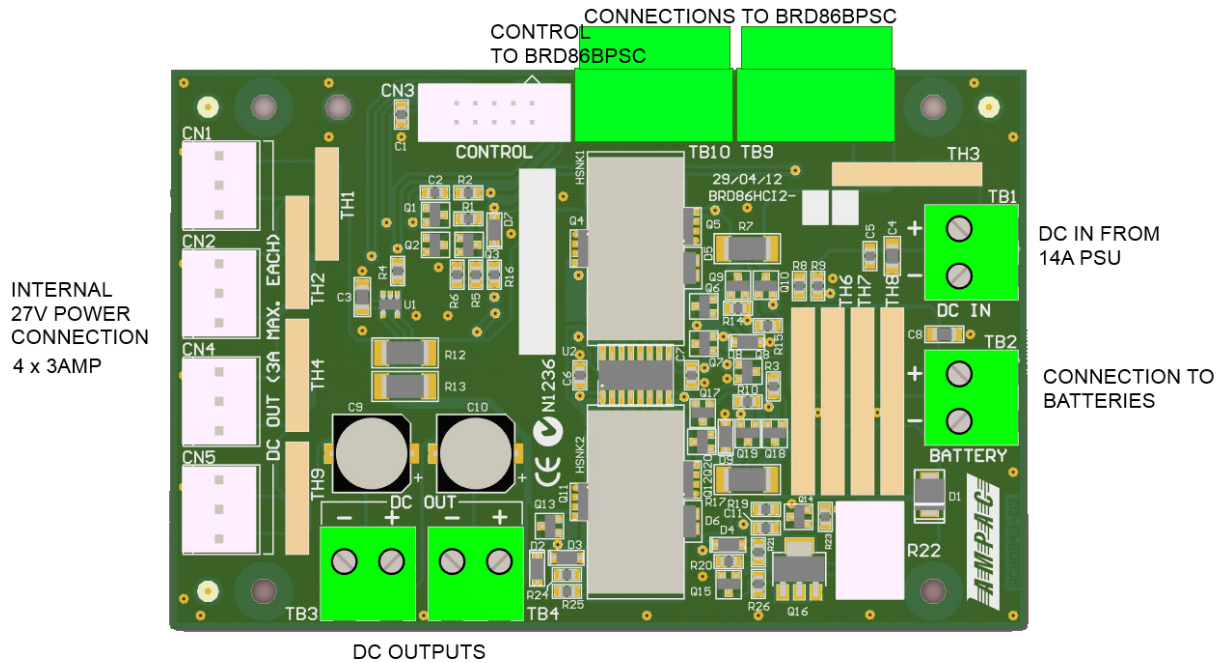 CONNECTIONS TO BRD86BPSC
CONTROL
TO BRD86BPSC
CN3
C1
CONTROL
TB10 TB9
HSNK1
29/04/12
BRD86HCI2-
TH3
TB1
+
−
DC IN
DC IN FROM
14A PSU
CN1
CN2
CN4
CN5
DC OUT (3A MAX. EACH)
INTERNAL
27V POWER
CONNECTION
4 x 3AMP
TH1
TH2
TH4
TH9
C2
R2
Q1
R1
D7
Q2
Q3
R4
R6
R5
R16
C3
U1
Q4
Q5
D5
R7
C5
C4
Q9
Q10
R8
R9
Q6
R14
R15
TH6
TH7
TH8
C8
TB2
+
−
BATTERY
CONNECTION TO
BATTERIES
R12
R13
U2
C6
C7
Q7
D8
Q8
R3
R10
Q17
C9
+
C10
+
CE N1236
HSNK2
Q20
D9
Q19
Q18
Q11
Q12
R17
D6
Q13
R19
C11
Q14
R23
D1
R22
AMPAC
DC OUT
−
+
−
+
D2
D3
R24
R25
D4
R20
R21
Q15
R26
Q16
TB3
TB4
DC OUTPUTS